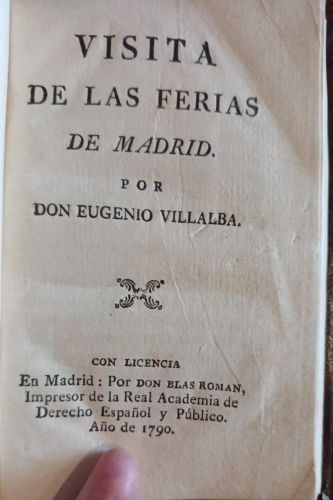 VISITA
DE LAS FERIAS
DE MADRID.
POR
DON EUGENIO VILLALBA.
CON LICENCIA
En Madrid: Por DON BLAS ROMAN,
Impresor de la Real Academia de
Derecho Español y Público.
Año de 1790.